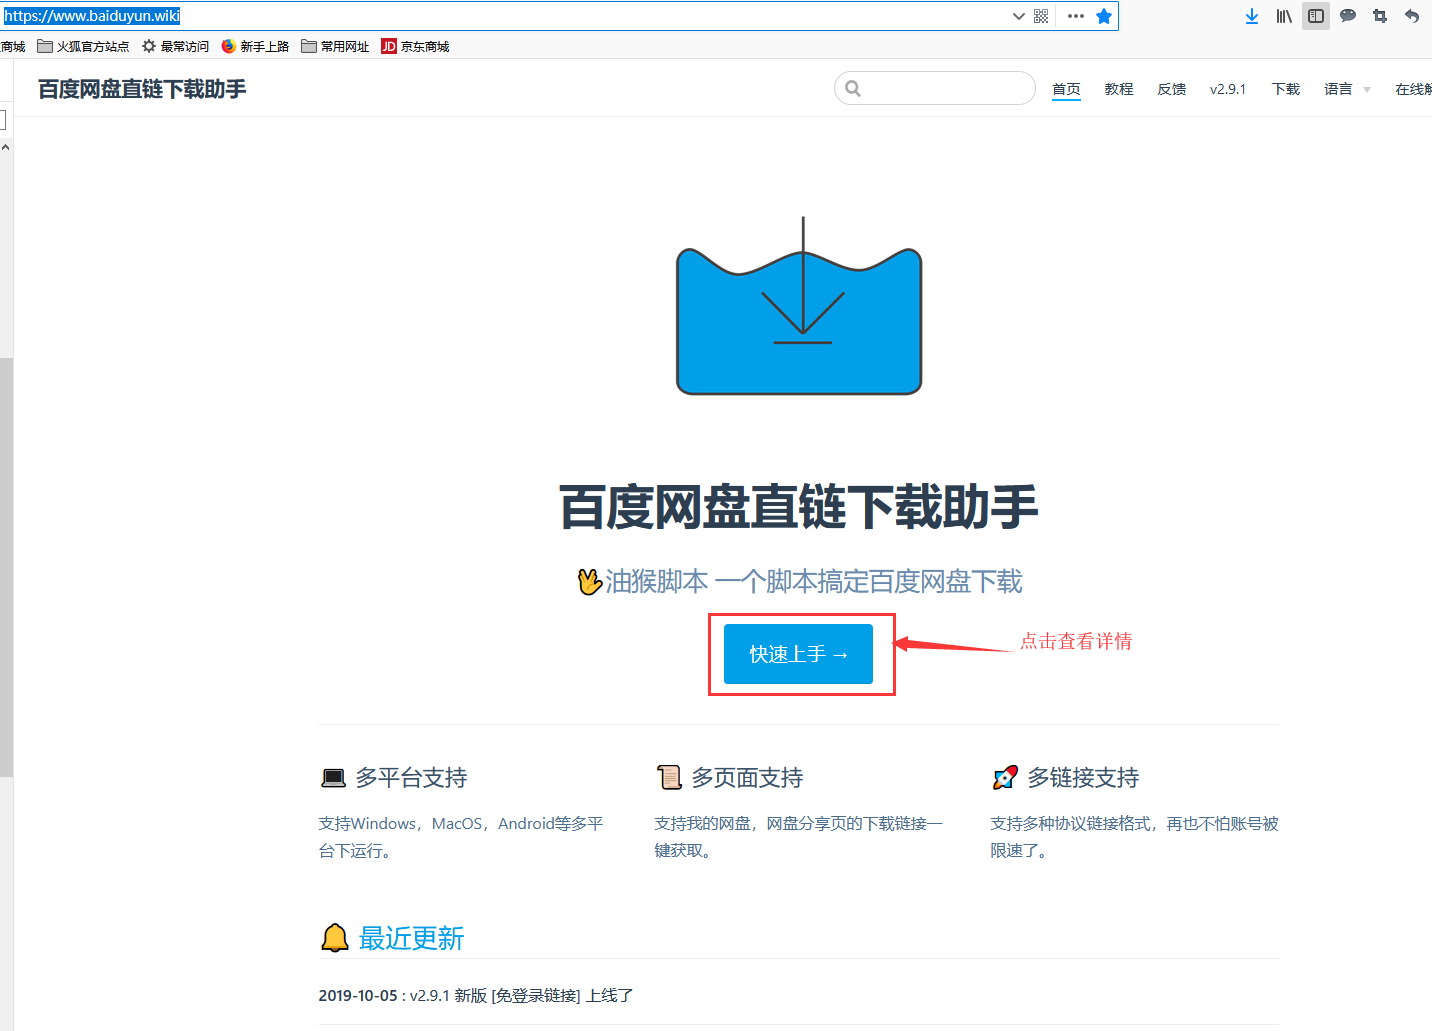 https://www.baiduyun.wiki
商城 火狐官方站点 最常访问 新手上路 常用网址 JD 京东商城
百度网盘直链下载助手 首页 教程 反馈 v2.9.1 下载 语言 在线解
百度网盘直链下载助手
油猴脚本 一个脚本搞定百度网盘下载
快速上手 →
点击查看详情
多平台支持
支持Windows，MacOS，Android等多平
台下运行。
多页面支持
支持我的网盘，网盘分享页的下载链接一
键获取。
多链接支持
支持多种协议链接格式，再也不怕账号被
限速了。
最近更新
2019-10-05 : v2.9.1 新版 [免登录链接] 上线了